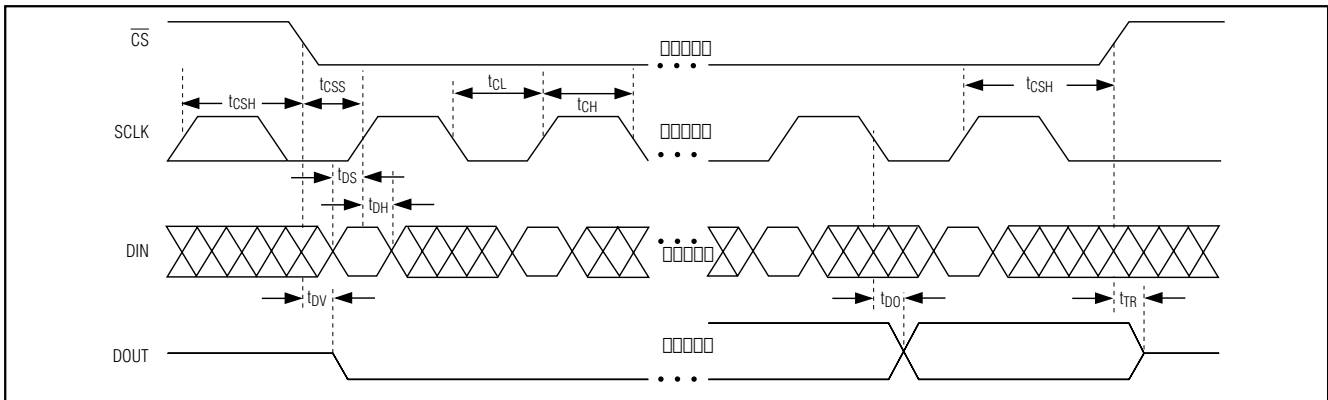 CS
tCSS
tCL
tCSH
tCH
tCSH
SCLK
tDS
tDH
DIN
tDV
tDO
tTR
DOUT